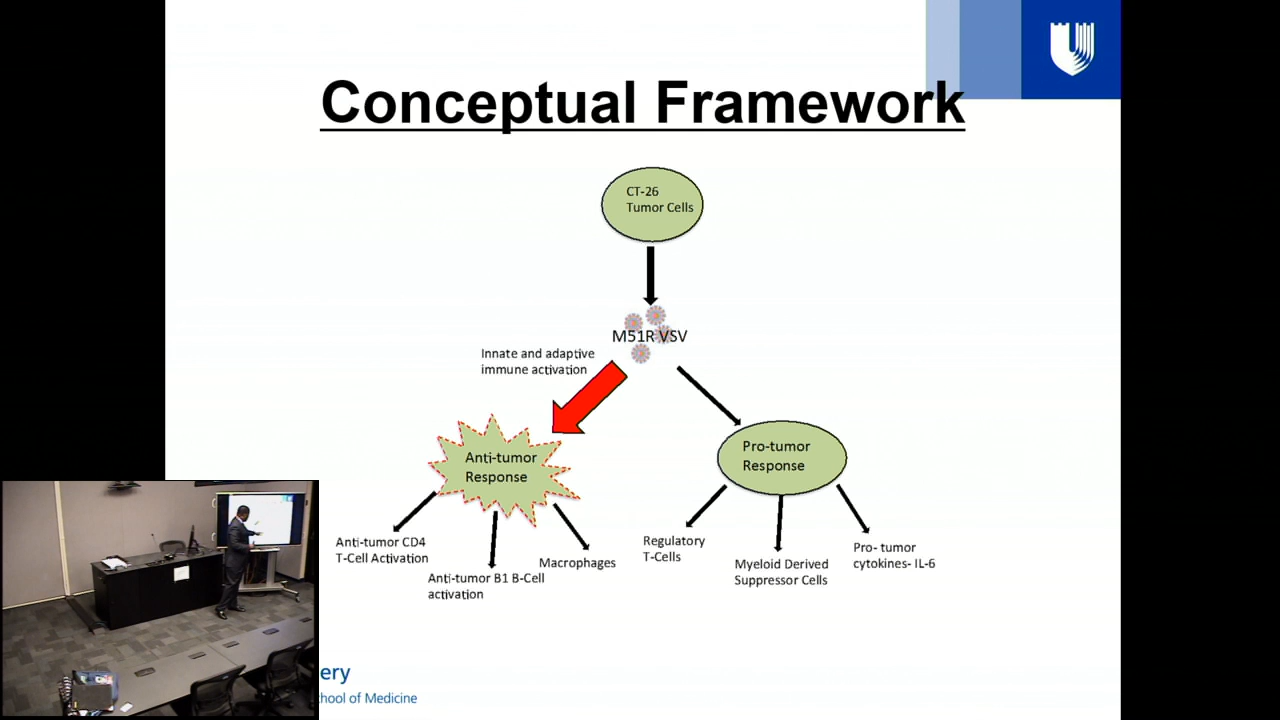 Conceptual Framework
CT-26
Tumor Cells
M51R VSV
Innate and adaptive
immune activation
Anti-tumor
Response
Pro-tumor
Response
Anti-tumor CD4
T-Cell Activation
Anti-tumor B1 B-Cell
activation
Macrophages
Regulatory
T-Cells
Myeloid Derived
Suppressor Cells
Pro- tumor
cytokines- IL-6
ery
hool of Medicine